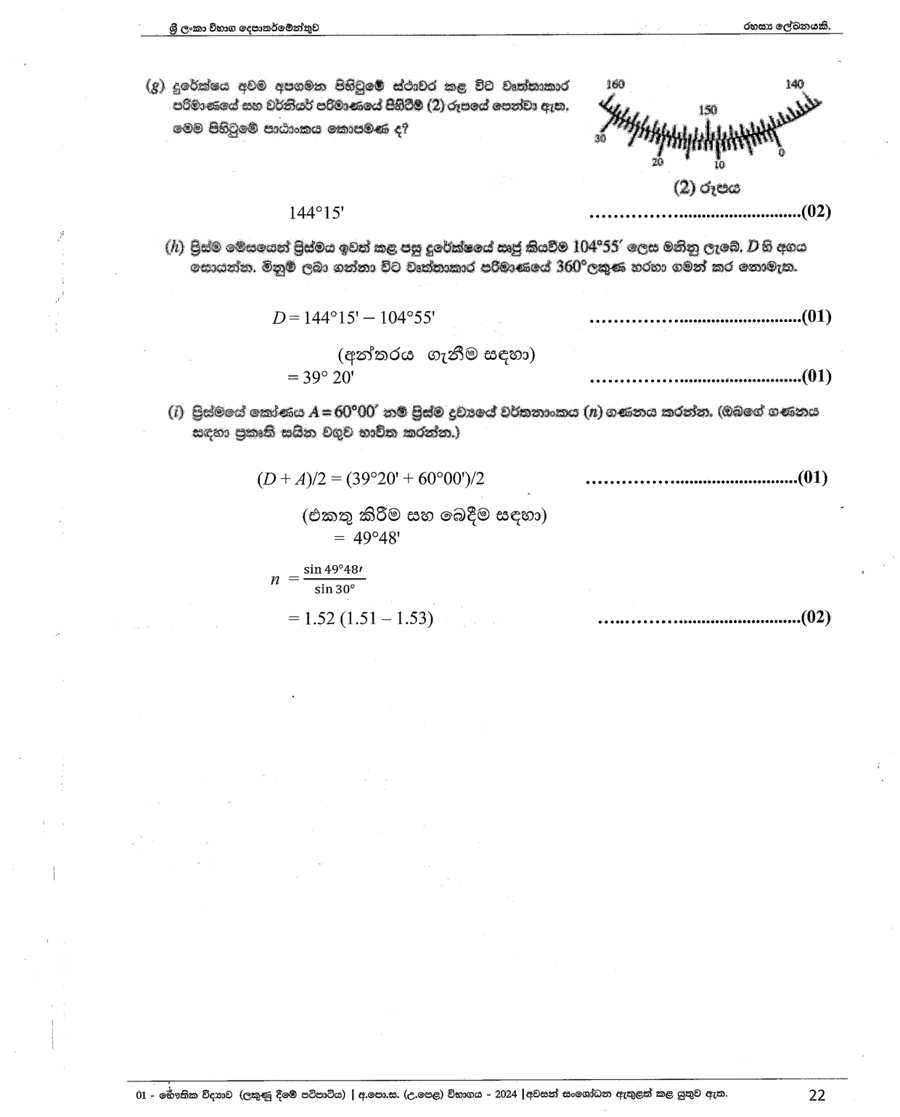 ශ්‍රී ලංකා විභාග දෙපාර්තමේන්තුව
රහස්‍ය ලේඛනයකි.
(g) දුරේක්ෂය අවම අපගමන පිහිටුමේ ස්ථාවර කළ විට වෘත්තාකාර
පරිමාණයේ සහ වර්නියර් පරිමාණයේ පිහිටීම් (2) රූපයේ පෙන්වා ඇත.
මෙම පිහිටුමේ පාඨාංකය කොපමණ ද?
160
140
150
30
20
10
0
(2) රූපය
144°15' ............................................(02)
(h) ප්‍රිස්ම මේසයෙන් ප්‍රිස්මය ඉවත් කළ පසු දුරේක්ෂයේ සෘජු කියවීම 104°55′ ලෙස මනිනු ලැබේ. D හි අගය
සොයන්න. මිනුම් ලබා ගන්නා විට වෘත්තාකාර පරිමාණයේ 360° ලකුණ හරහා ගමන් කර නොමැත.
D = 144°15' − 104°55' ............................................(01)
(අන්තරය ගැනීම සඳහා)
= 39° 20' ............................................(01)
(i) ප්‍රිස්මයේ කෝණය A = 60°00′ නම් ප්‍රිස්ම ද්‍රව්‍යයේ වර්තනාංකය (n) ගණනය කරන්න. (ඔබගේ ගණනය
සඳහා ප්‍රකෘති සයින වගුව භාවිත කරන්න.)
(D + A)/2 = (39°20' + 60°00')/2 ............................................(01)
(එකතු කිරීම සහ බෙදීම සඳහා)
= 49°48'
n = sin 49°48′ / sin 30°
= 1.52 (1.51 – 1.53) ............................................(02)
01 - භෞතික විද්‍යාව (ලකුණු දීමේ පටිපාටිය) | අ.පො.ස. (උ.පෙළ) විභාගය - 2024 | අවසන් සංශෝධන ඇතුළත් කළ යුතුව ඇත.
22